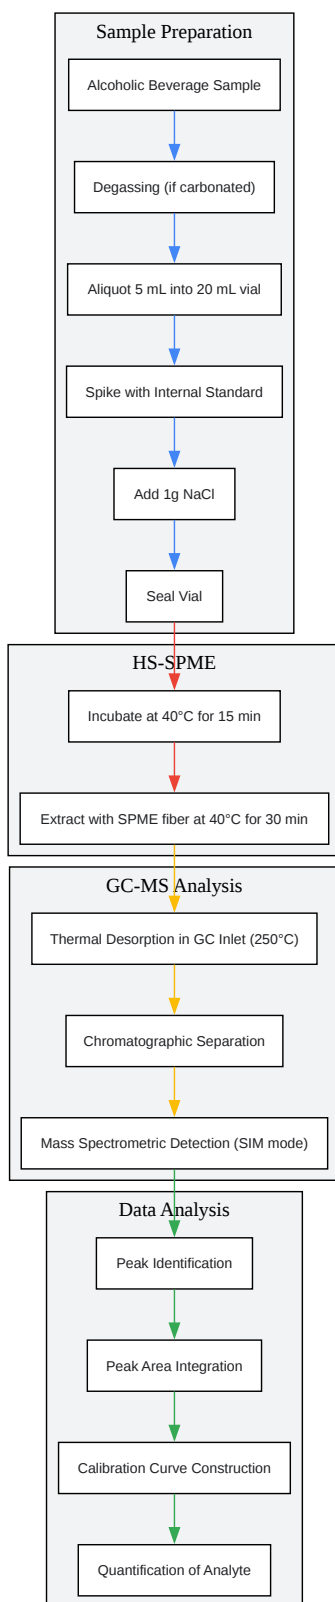 Sample Preparation
Alcoholic Beverage Sample
Degassing (if carbonated)
Aliquot 5 mL into 20 mL vial
Spike with Internal Standard
Add 1g NaCl
Seal Vial
HS-SPME
Incubate at 40°C for 15 min
Extract with SPME fiber at 40°C for 30 min
GC-MS Analysis
Thermal Desorption in GC Inlet (250°C)
Chromatographic Separation
Mass Spectrometric Detection (SIM mode)
Data Analysis
Peak Identification
Peak Area Integration
Calibration Curve Construction
Quantification of Analyte